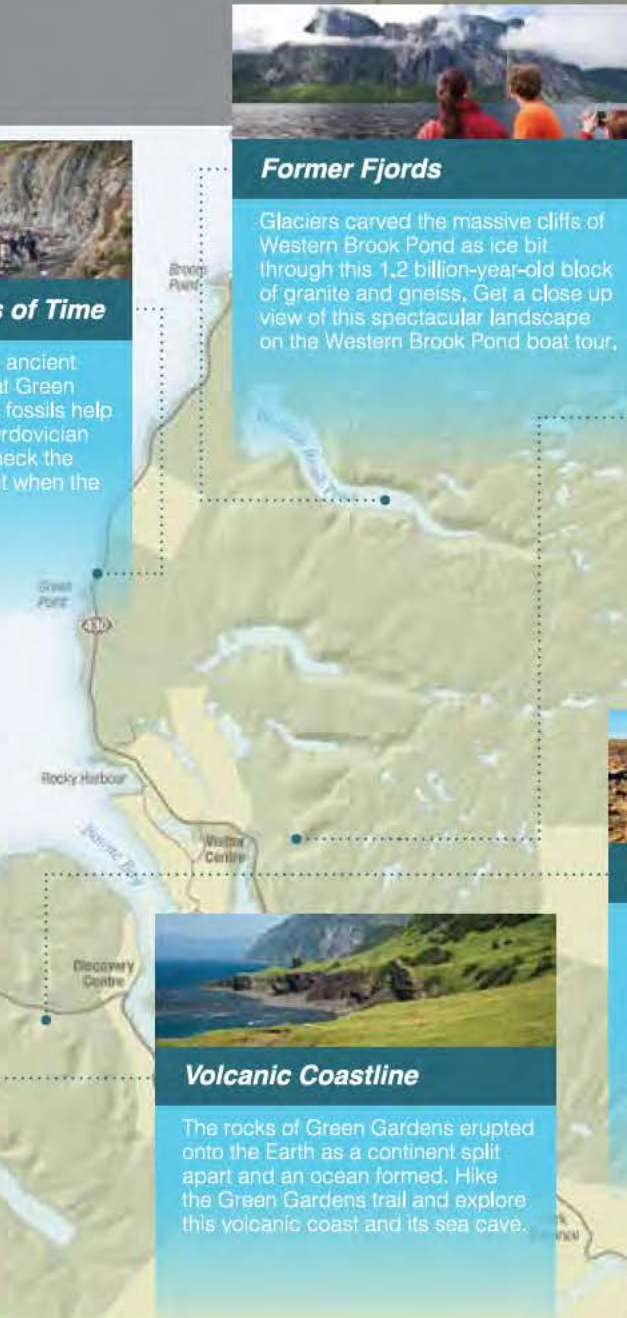 Former Fjords
Glaciers carved the massive cliffs of
Western Brook Pond as ice bit
through this 1.2 billion-year-old block
of granite and gneiss. Get a close up
view of this spectacular landscape
on the Western Brook Pond boat tour.
s of Time
ancient
at Green
fossils help
rdovician
heck the
t when the
Broom
Point
Green
Point
430
Rocky Harbour
Bonne Bay
Visitor
Centre
Discovery
Centre
Volcanic Coastline
The rocks of Green Gardens erupted
onto the Earth as a continent split
apart and an ocean formed. Hike
the Green Gardens trail and explore
this volcanic coast and its sea cave.